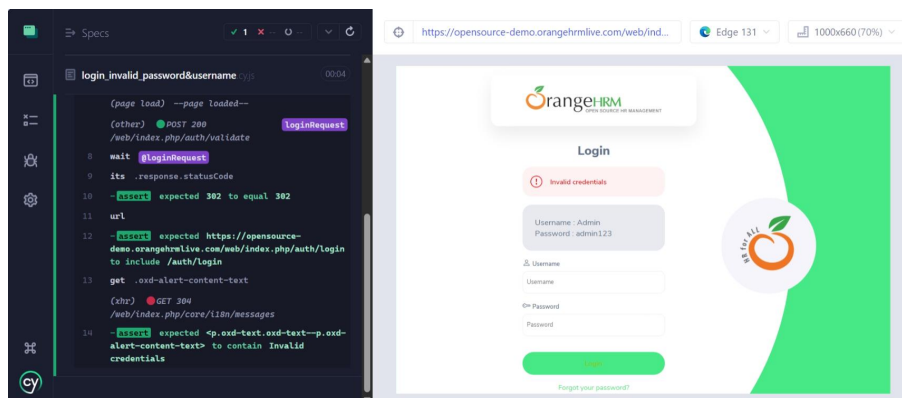 Specs
1
--
--
https://opensource-demo.orangehrmlive.com/web/ind...
Edge 131
1000x660 (70%)
login_invalid_password&username.cy.js
00:04
(page load) --page loaded--
(other) POST 200
/web/index.php/auth/validate
loginRequest
8 wait @loginRequest
9 its .response.statusCode
10 -assert expected 302 to equal 302
11 url
12 -assert expected https://opensource-
demo.orangehrmlive.com/web/index.php/auth/login
to include /auth/login
13 get .oxd-alert-content-text
(xhr) GET 304
/web/index.php/core/i18n/messages
14 -assert expected <p.oxd-text.oxd-text--p.oxd-
alert-content-text> to contain Invalid
credentials
cy
OrangeHRM
OPEN SOURCE HR MANAGEMENT
Login
Invalid credentials
Username : Admin
Password : admin123
Username
Username
Password
Password
Login
Forgot your password?
HR for ALL